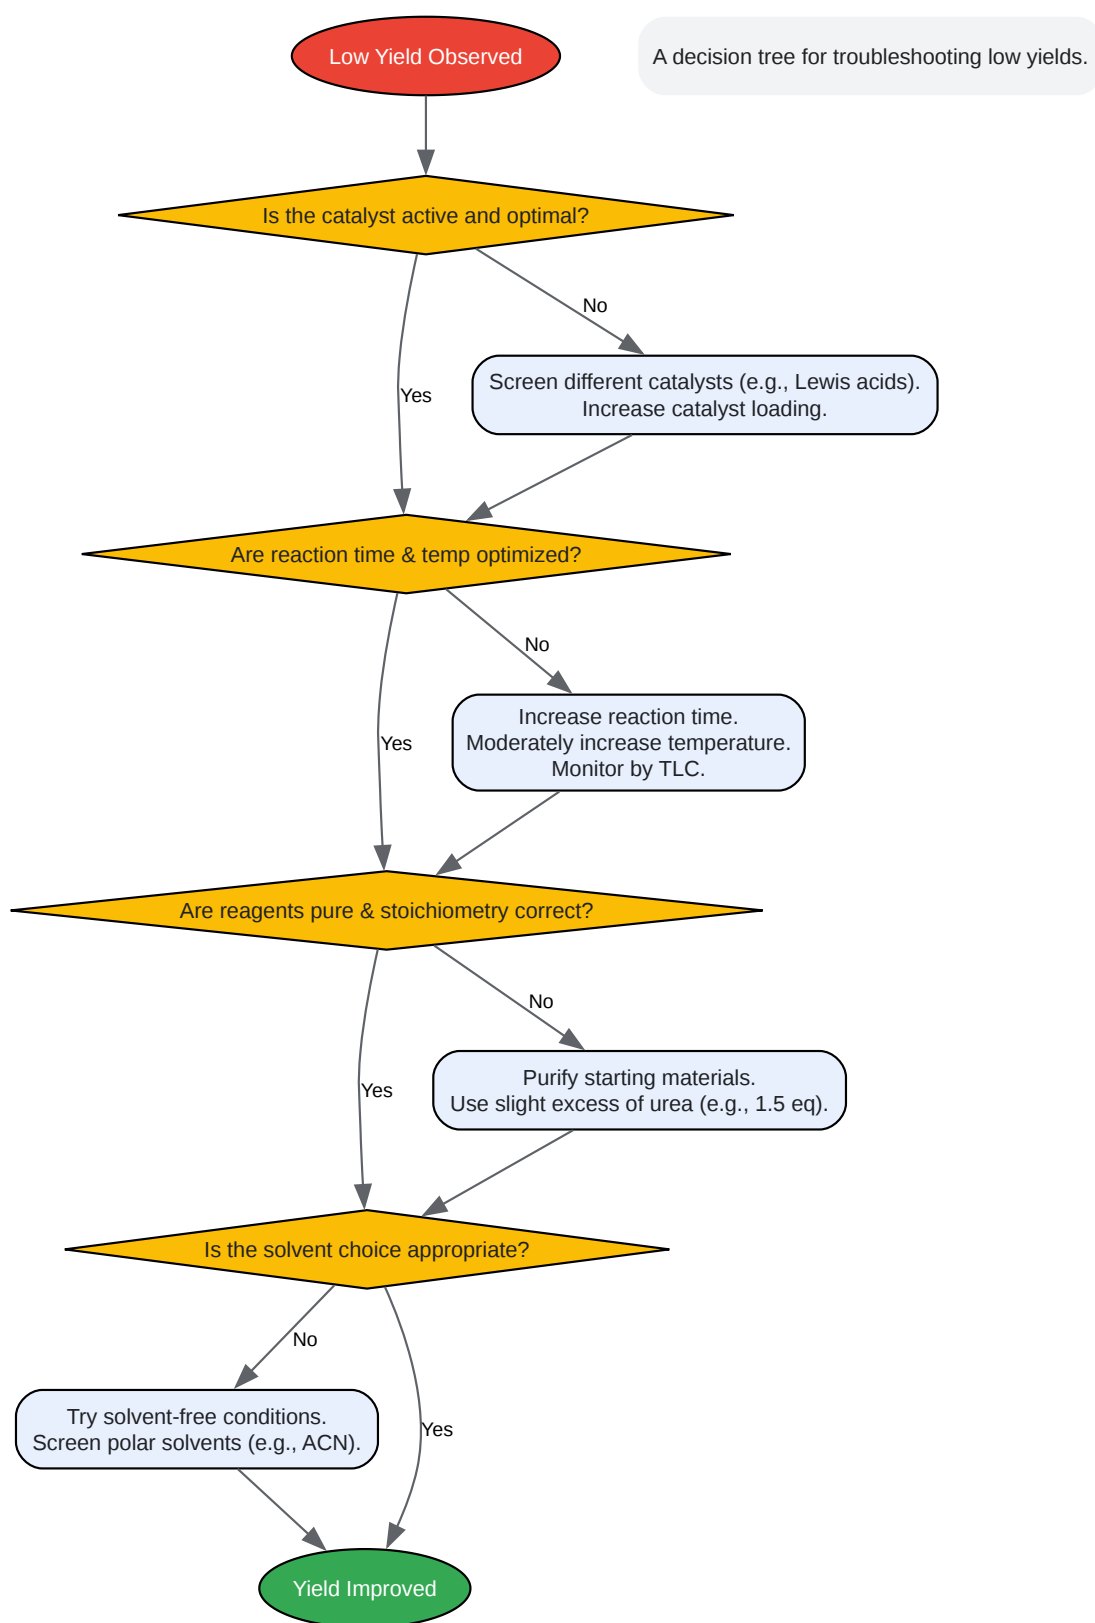 Low Yield Observed
A decision tree for troubleshooting low yields.
Is the catalyst active and optimal?
No
Screen different catalysts (e.g., Lewis acids).
Increase catalyst loading.
Yes
Are reaction time & temp optimized?
No
Increase reaction time.
Moderately increase temperature.
Monitor by TLC.
Yes
Are reagents pure & stoichiometry correct?
No
Purify starting materials.
Use slight excess of urea (e.g., 1.5 eq).
Yes
Is the solvent choice appropriate?
No
Try solvent-free conditions.
Screen polar solvents (e.g., ACN).
Yes
Yield Improved